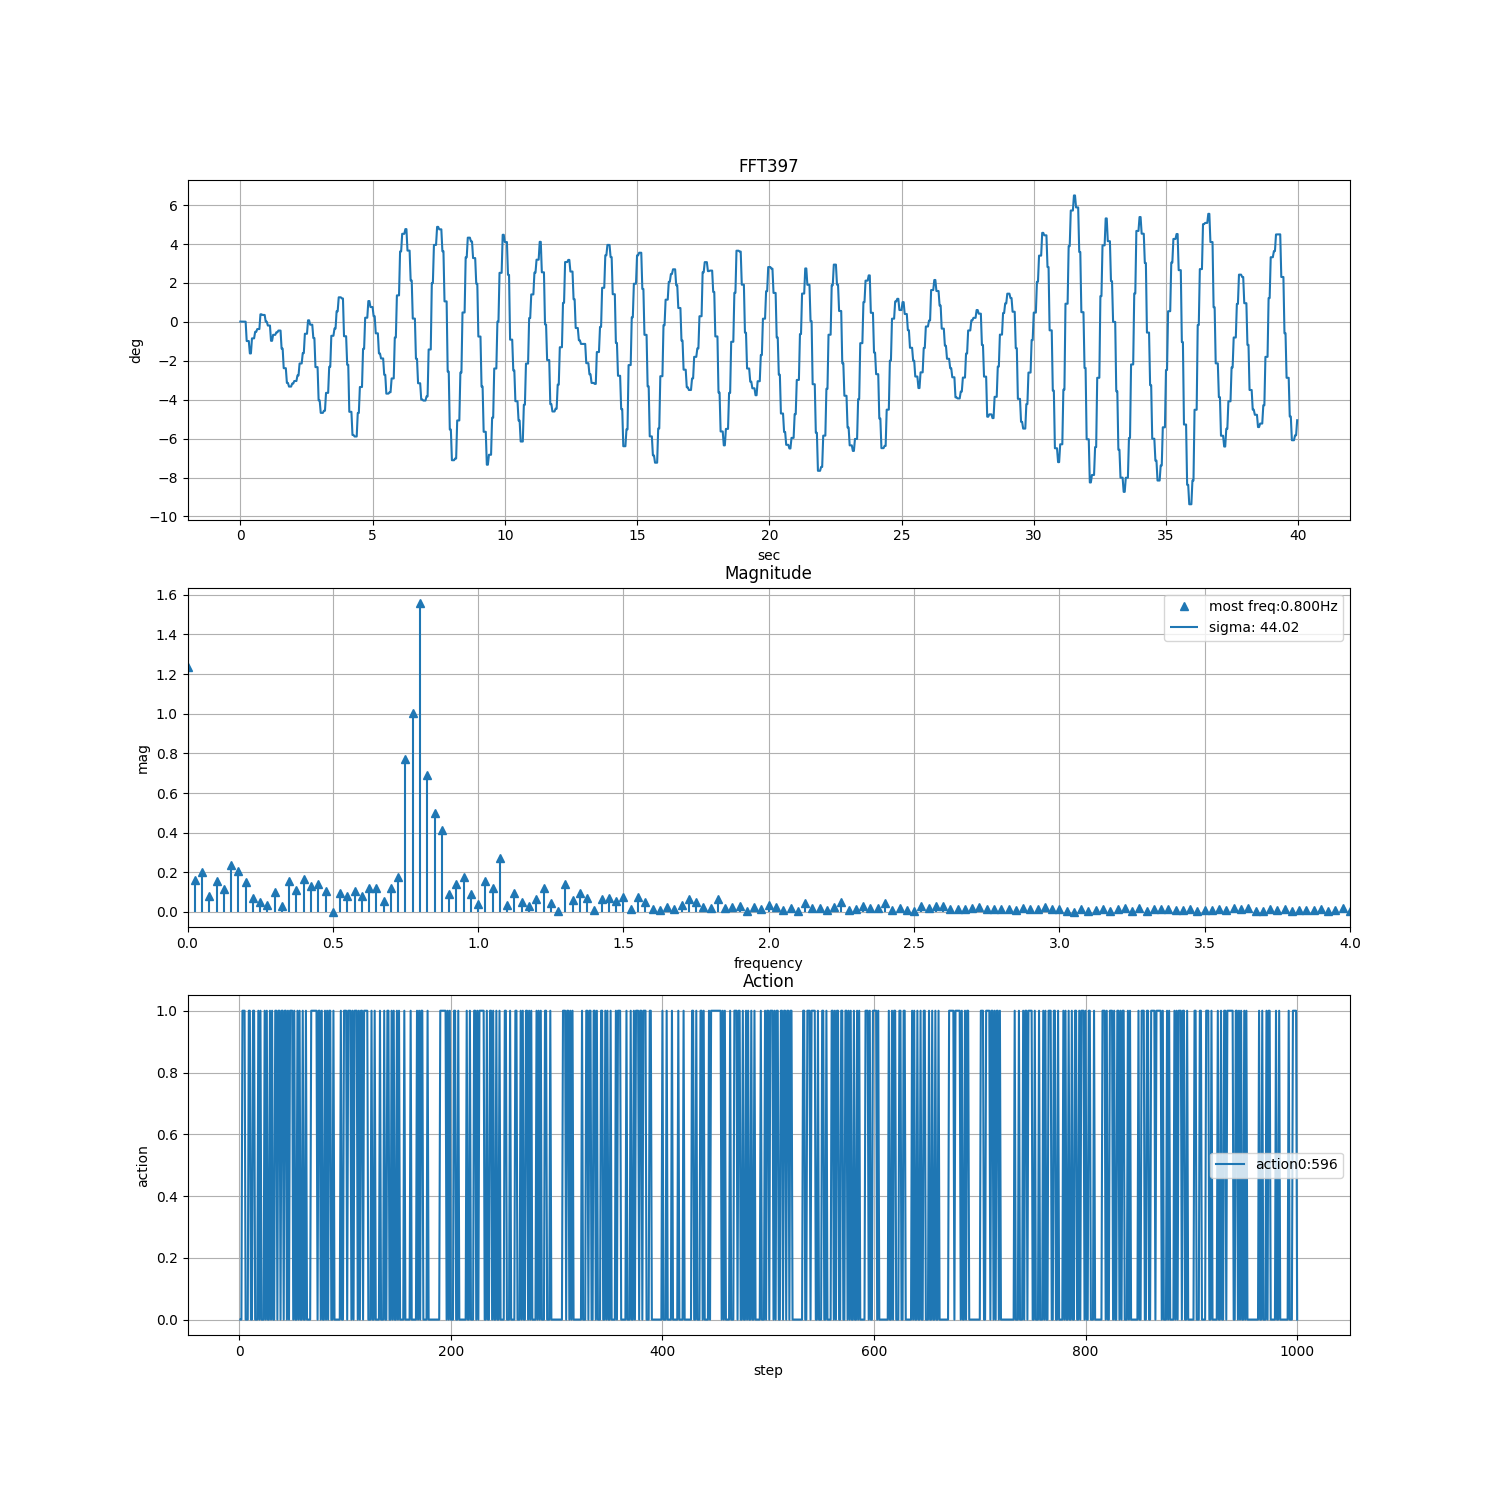 FFT397
6
4
2
0
−2
−4
−6
−8
−10
deg
0 5 10 15 20 25 30 35 40
sec
Magnitude
1.6
1.4
1.2
1.0
0.8
0.6
0.4
0.2
0.0
mag
most freq:0.800Hz
sigma: 44.02
0.0 0.5 1.0 1.5 2.0 2.5 3.0 3.5 4.0
frequency
Action
1.0
0.8
0.6
0.4
0.2
0.0
action
action0:596
0 200 400 600 800 1000
step